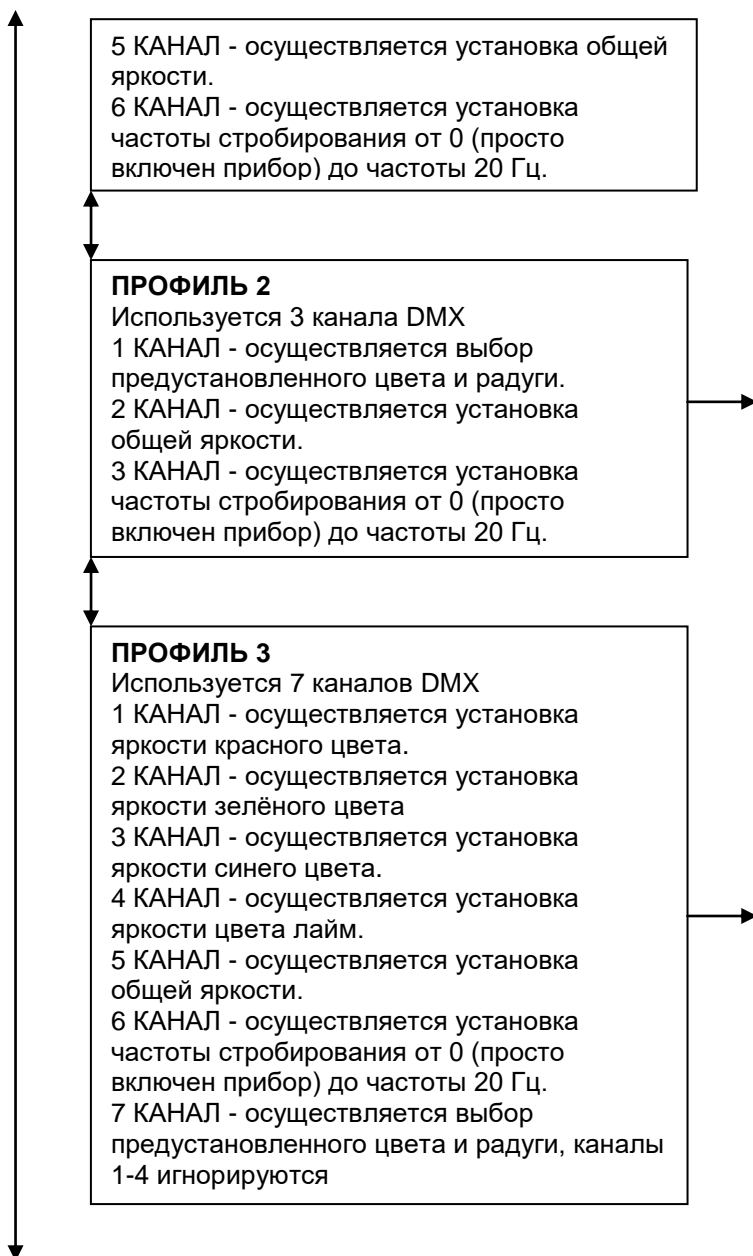 5 КАНАЛ - осуществляется установка общей
яркости.
6 КАНАЛ - осуществляется установка
частоты стробирования от 0 (просто
включен прибор) до частоты 20 Гц.
ПРОФИЛЬ 2
Используется 3 канала DMX
1 КАНАЛ - осуществляется выбор
предустановленного цвета и радуги.
2 КАНАЛ - осуществляется установка
общей яркости.
3 КАНАЛ - осуществляется установка
частоты стробирования от 0 (просто
включен прибор) до частоты 20 Гц.
ПРОФИЛЬ 3
Используется 7 каналов DMX
1 КАНАЛ - осуществляется установка
яркости красного цвета.
2 КАНАЛ - осуществляется установка
яркости зелёного цвета
3 КАНАЛ - осуществляется установка
яркости синего цвета.
4 КАНАЛ - осуществляется установка
яркости цвета лайм.
5 КАНАЛ - осуществляется установка
общей яркости.
6 КАНАЛ - осуществляется установка
частоты стробирования от 0 (просто
включен прибор) до частоты 20 Гц.
7 КАНАЛ - осуществляется выбор
предустановленного цвета и радуги, каналы
1-4 игнорируются